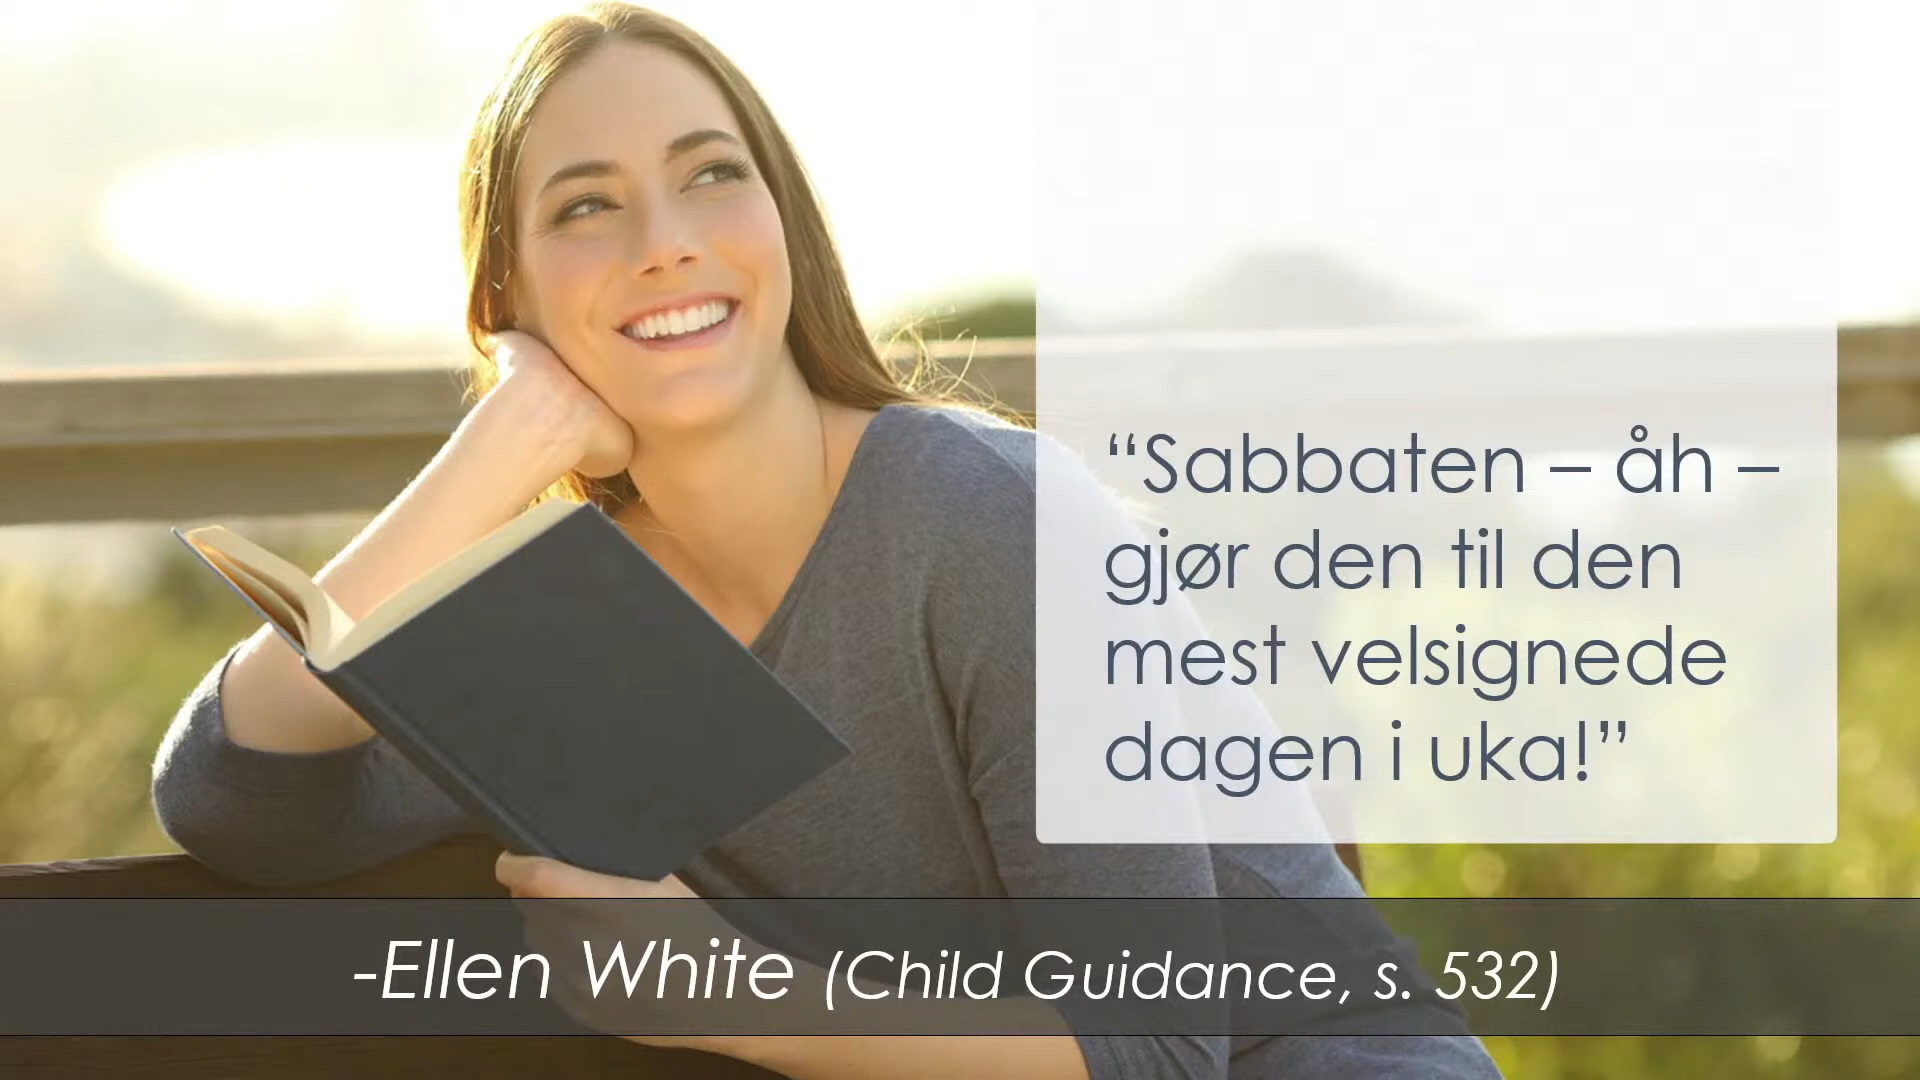 “Sabbaten – åh –
gjør den til den
mest velsignede
dagen i uka!”
-Ellen White (Child Guidance, s. 532)